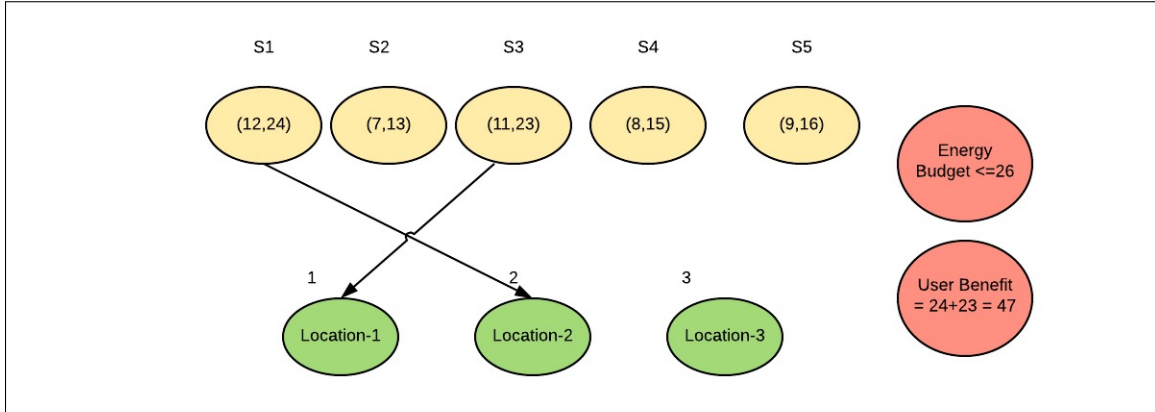 S1 S2 S3 S4 S5
(12,24) (7,13) (11,23) (8,15) (9,16)
Energy
Budget <=26
User Benefit
= 24+23 = 47
1 2 3
Location-1 Location-2 Location-3